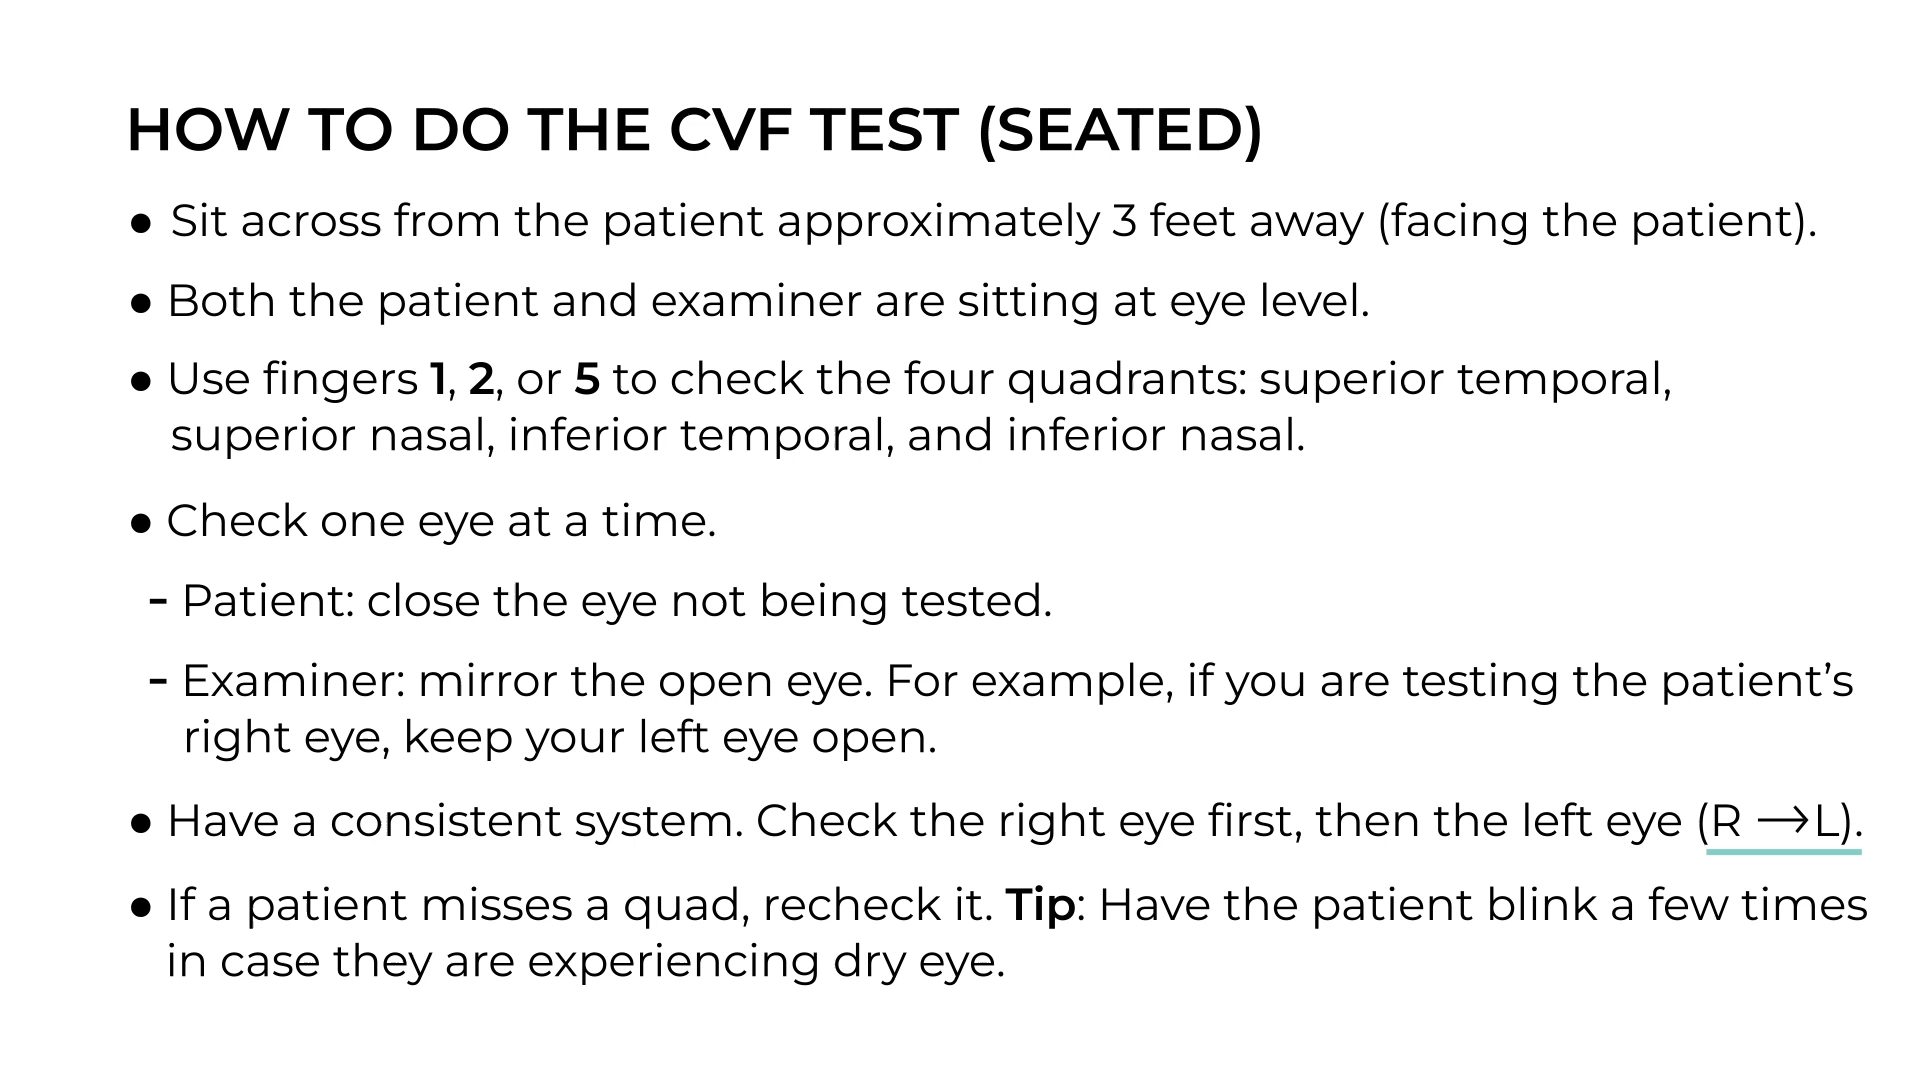 HOW TO DO THE CVF TEST (SEATED)
● Sit across from the patient approximately 3 feet away (facing the patient).
● Both the patient and examiner are sitting at eye level.
● Use fingers 1, 2, or 5 to check the four quadrants: superior temporal,
superior nasal, inferior temporal, and inferior nasal.
● Check one eye at a time.
- Patient: close the eye not being tested.
- Examiner: mirror the open eye. For example, if you are testing the patient’s
right eye, keep your left eye open.
● Have a consistent system. Check the right eye first, then the left eye (R ⟶L).
● If a patient misses a quad, recheck it. Tip: Have the patient blink a few times
in case they are experiencing dry eye.